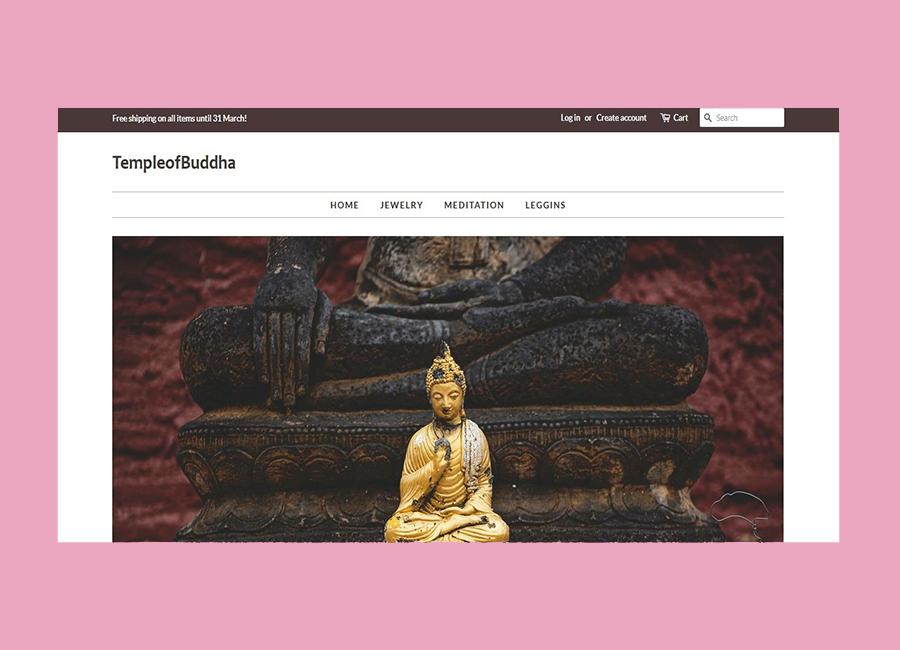 Free shipping on all items until 31 March!
Log in or Create account Cart Search
TempleofBuddha
HOME JEWELRY MEDITATION LEGGINS